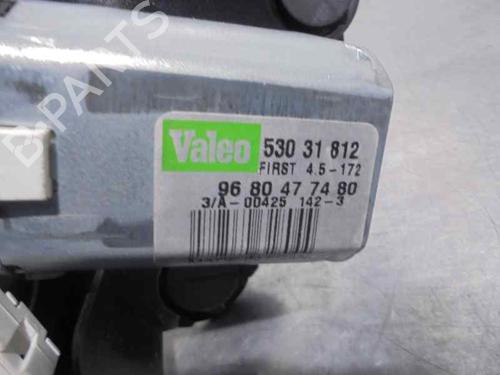 B-PARTS
Valeo 530 31 812
FIRST 4.5-172
96 80 47 74 80
3/A-00425 142-3